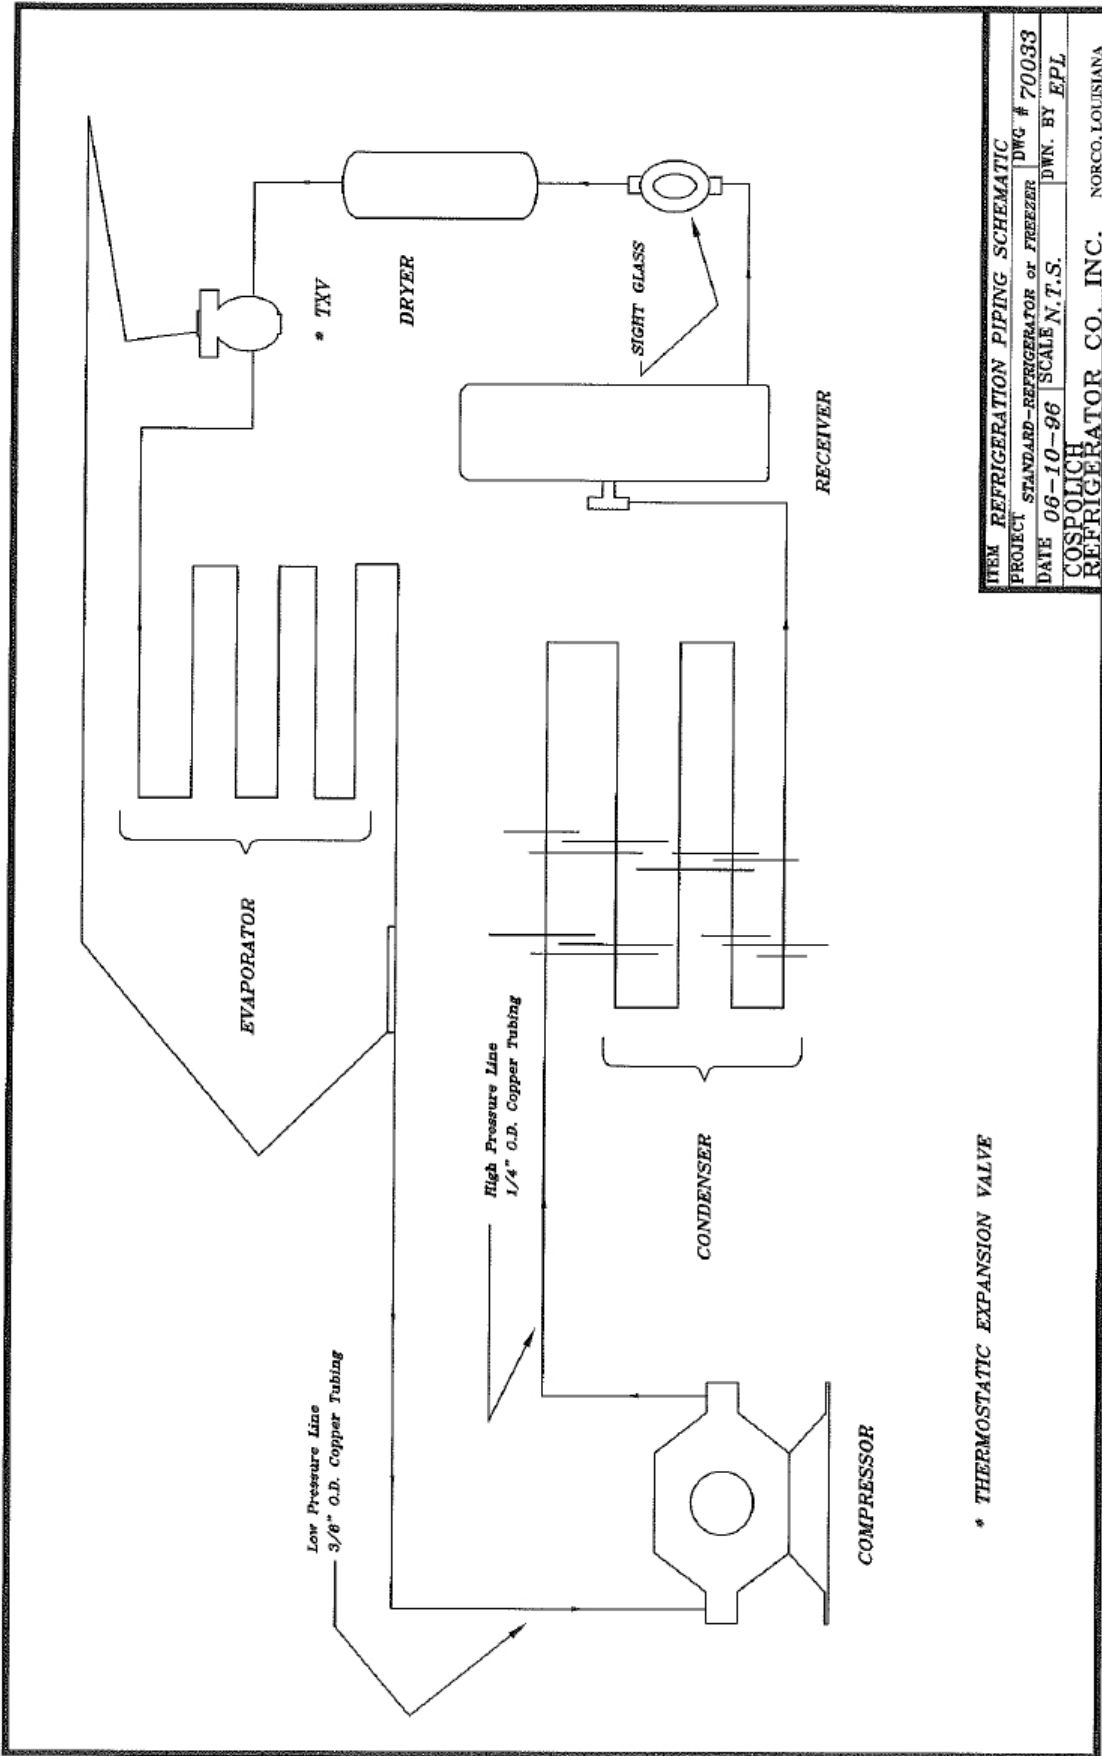 EVAPORATOR
* TXV
DRYER
Low Pressure Line
3/8" O.D. Copper Tubing
High Pressure Line
1/4" O.D. Copper Tubing
SIGHT GLASS
RECEIVER
CONDENSER
COMPRESSOR
* THERMOSTATIC EXPANSION VALVE
ITEM REFRIGERATION PIPING SCHEMATIC
PROJECT STANDARD-REFRIGERATOR or FREEZER DWG # 70033
DATE 06-10-96 SCALE N.T.S. DWN. BY EPL
COSPOLICH
REFRIGERATOR CO. INC. NORCO, LOUISIANA